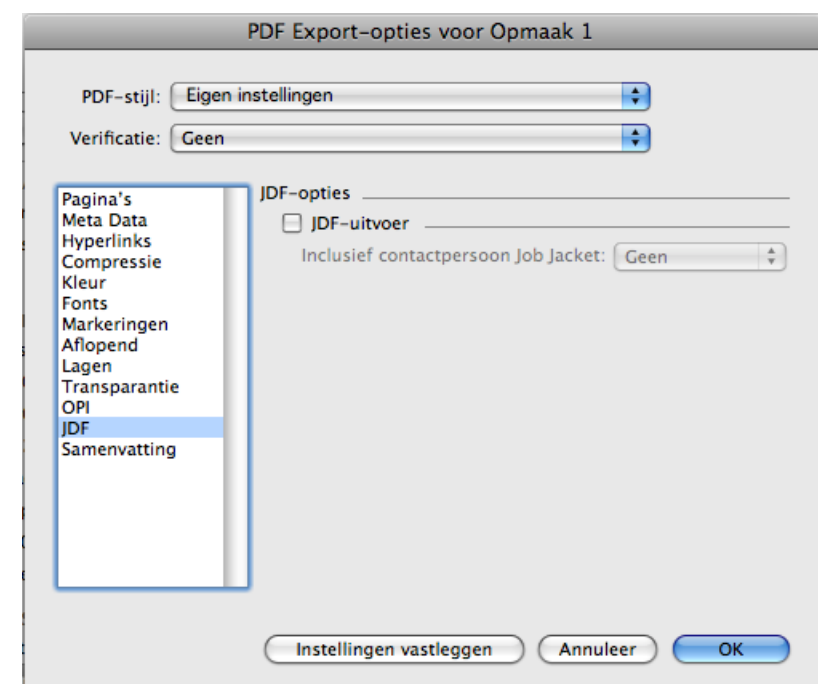 PDF Export-opties voor Opmaak 1
PDF-stijl: Eigen instellingen
Verificatie: Geen
Pagina's
Meta Data
Hyperlinks
Compressie
Kleur
Fonts
Markeringen
Aflopend
Lagen
Transparantie
OPI
JDF
Samenvatting
JDF-opties
JDF-uitvoer
Inclusief contactpersoon Job Jacket: Geen
Instellingen vastleggen Annuleer OK